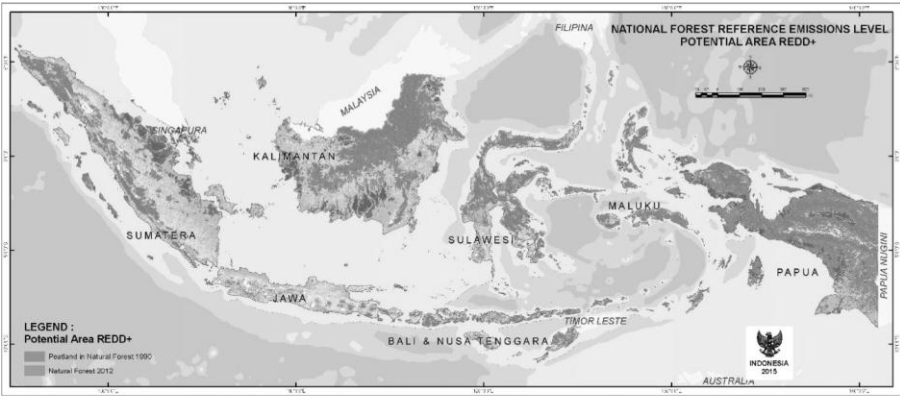 NATIONAL FOREST REFERENCE EMISSIONS LEVEL
POTENTIAL AREA REDD+
FILIPINA
MALAYSIA
SINGAPURA
KALIMANTAN
SUMATERA
SULAWESI
MALUKU
PAPUA
PAPUA NUGINI
JAWA
TIMOR LESTE
BALI & NUSA TENGGARA
AUSTRALIA
LEGEND :
Potential Area REDD+
Peatland in Natural Forest 1990
Natural Forest 2012
INDONESIA
2015